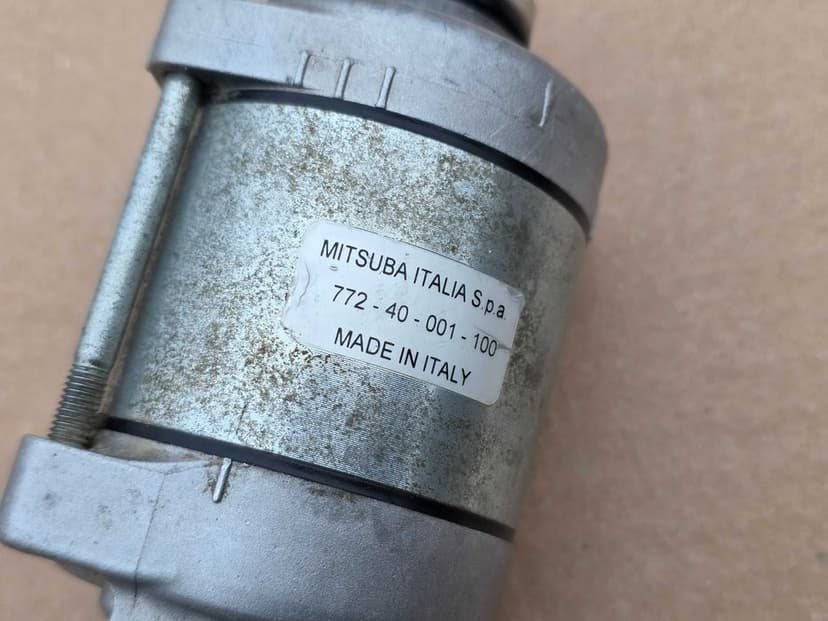 MITSUBA ITALIA S.p.a.
772 - 40 - 001 - 100
MADE IN ITALY